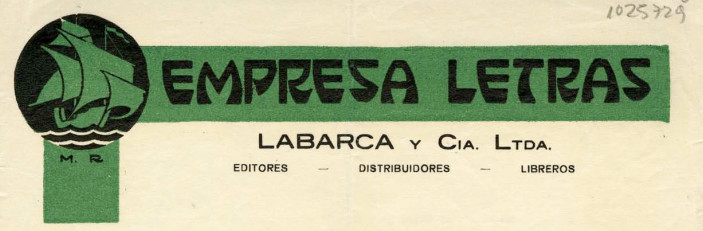 1025729
EMPRESA LETRAS
LABARCA Y CIA. LTDA.
M. R
EDITORES — DISTRIBUIDORES — LIBREROS